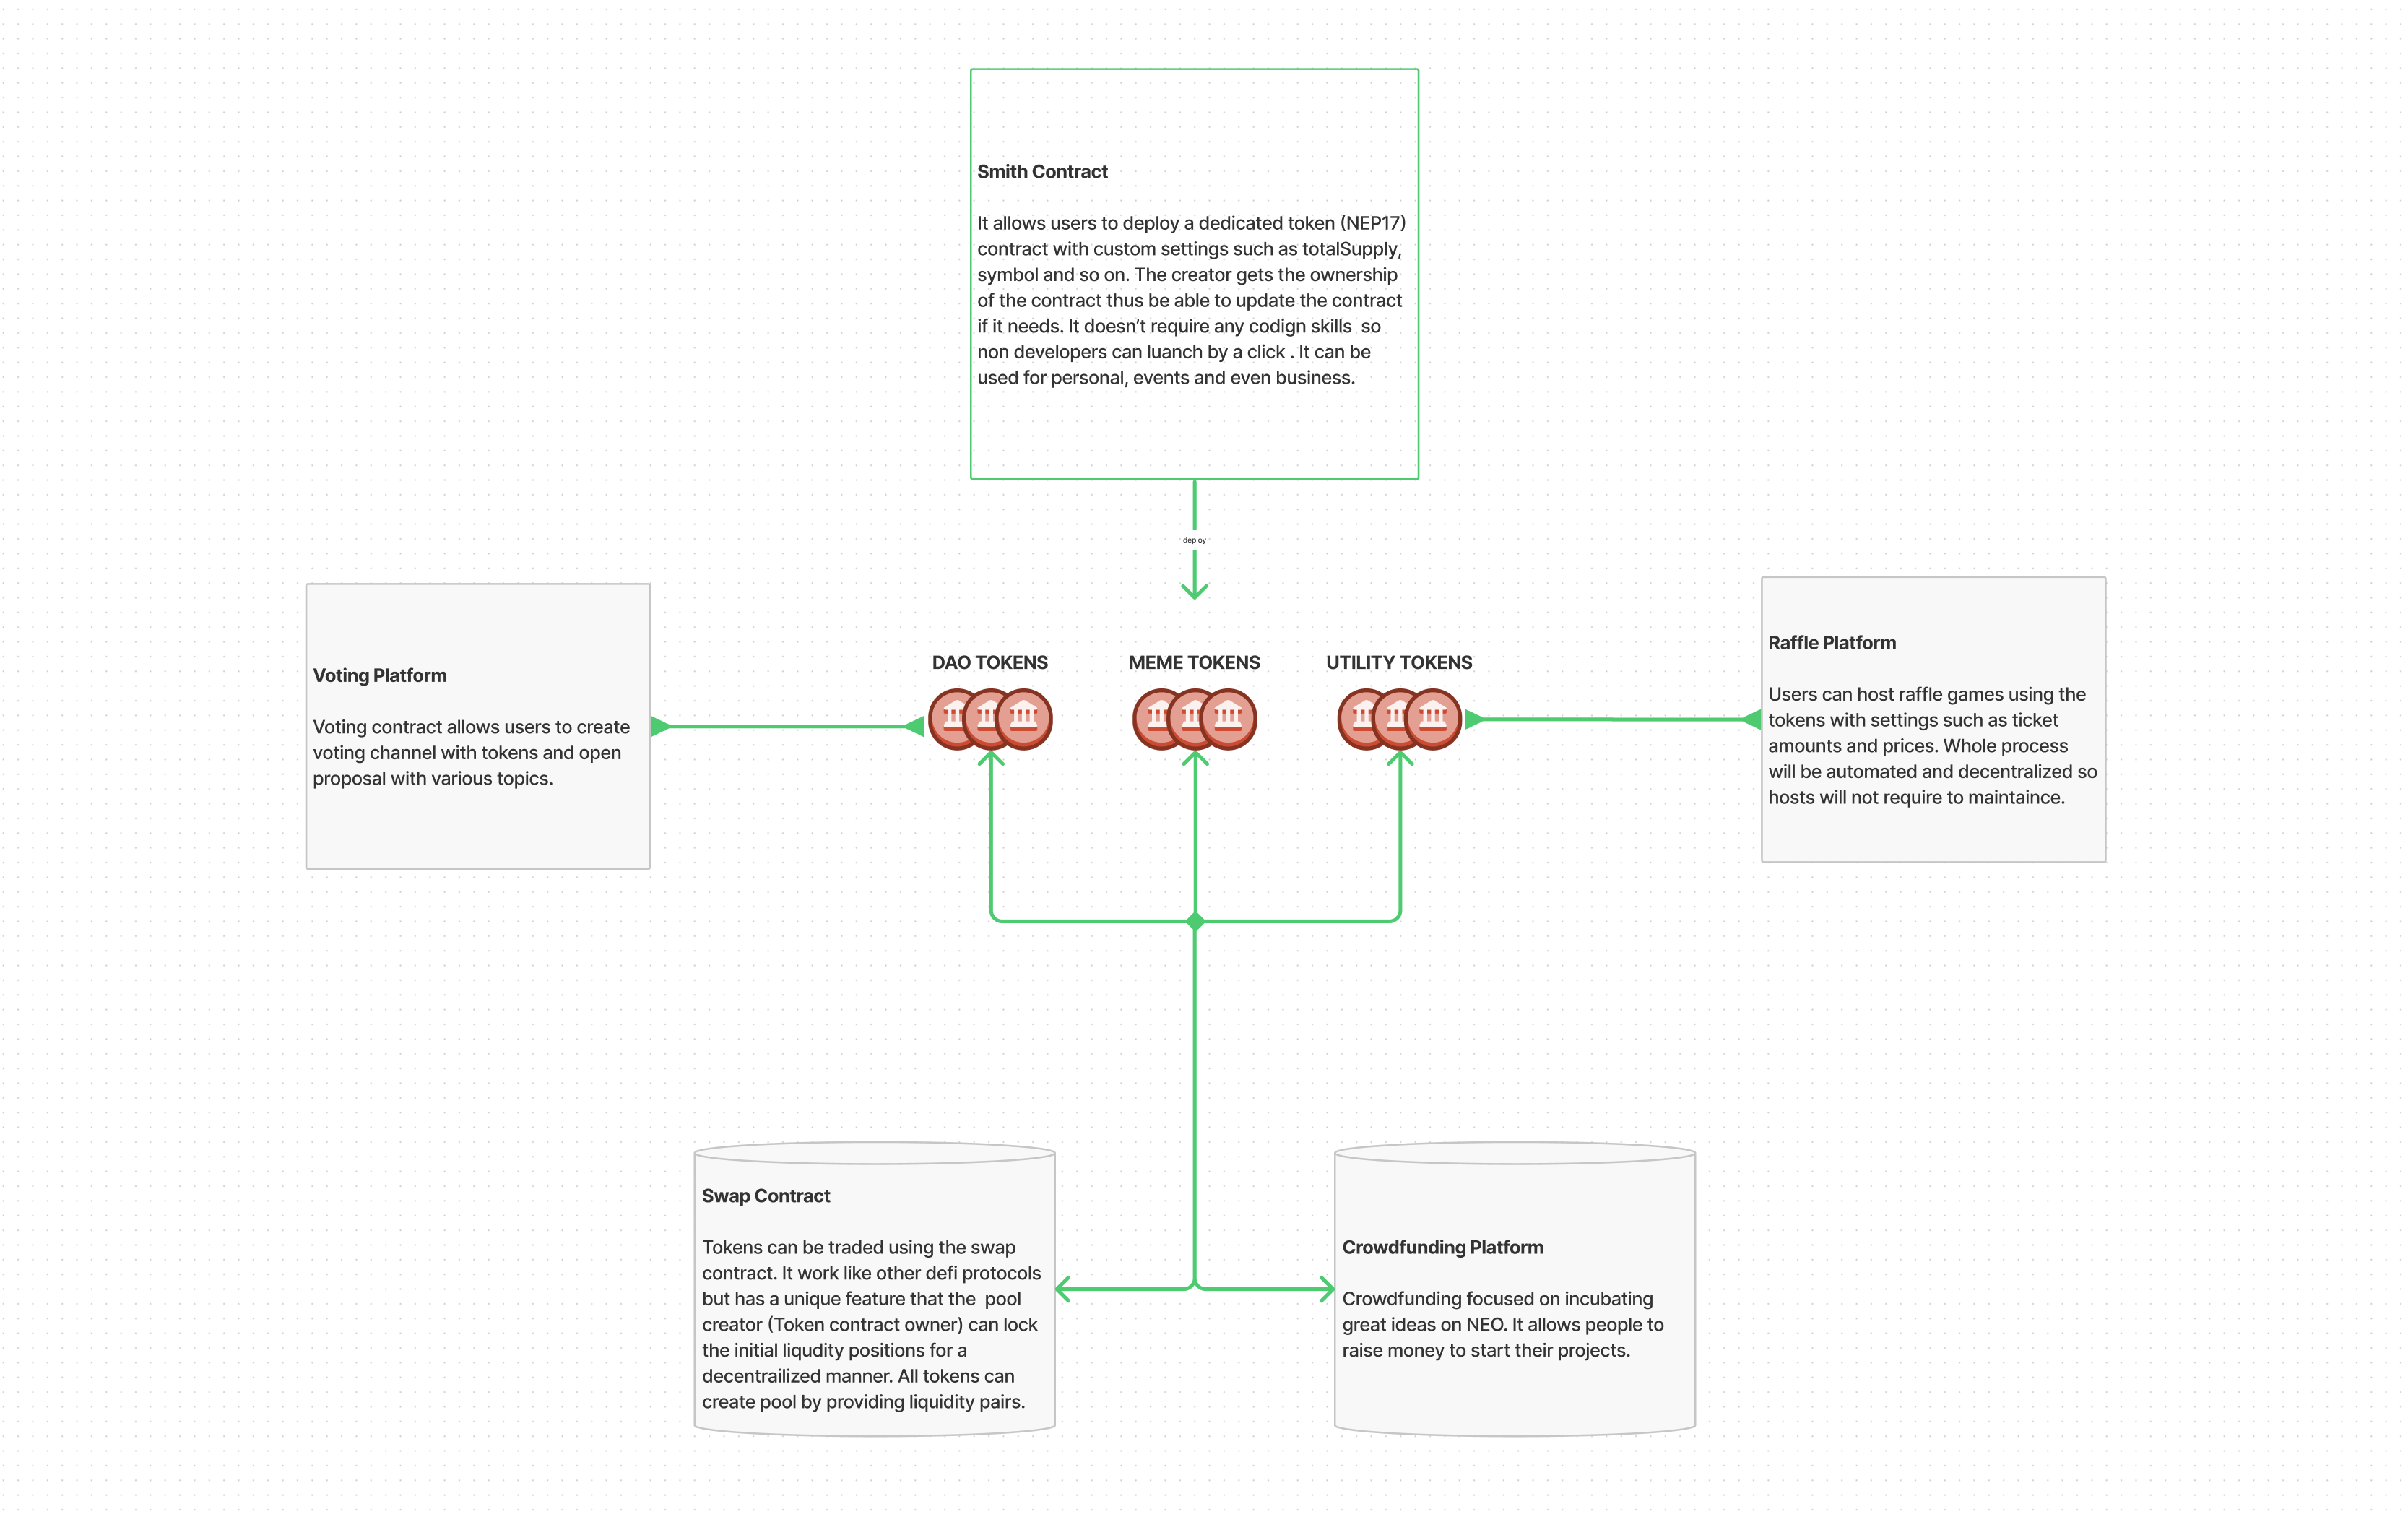 Smith Contract
It allows users to deploy a dedicated token (NEP17)
contract with custom settings such as totalSupply,
symbol and so on. The creator gets the ownership
of the contract thus be able to update the contract
if it needs. It doesn’t require any codign skills  so
non developers can luanch by a click . It can be
used for personal, events and even business.
deploy
DAO TOKENS
MEME TOKENS
UTILITY TOKENS
Voting Platform
Voting contract allows users to create
voting channel with tokens and open
proposal with various topics.
Raffle Platform
Users can host raffle games using the
tokens with settings such as ticket
amounts and prices. Whole process
will be automated and decentralized so
hosts will not require to maintaince.
Swap Contract
Tokens can be traded using the swap
contract. It work like other defi protocols
but has a unique feature that the  pool
creator (Token contract owner) can lock
the initial liqudity positions for a
decentrailized manner. All tokens can
create pool by providing liquidity pairs.
Crowdfunding Platform
Crowdfunding focused on incubating
great ideas on NEO. It allows people to
raise money to start their projects.